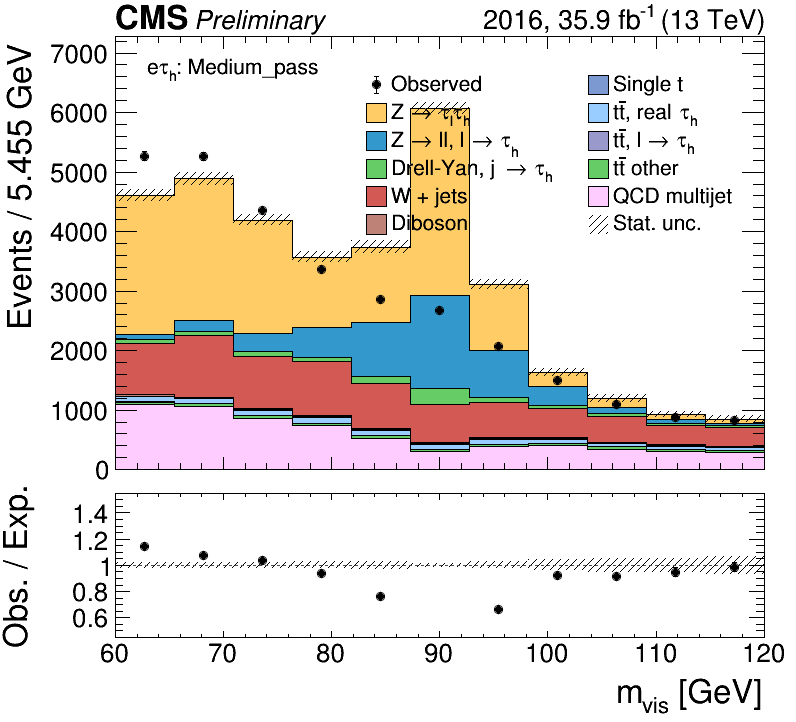 CMS Preliminary 2016, 35.9 fb⁻¹ (13 TeV)
Events / 5.455 GeV
7000
6000
5000
4000
3000
2000
1000
0
eτh: Medium_pass
Observed
Z → τlτh
Z → ll, l → τh
Drell-Yan, j → τh
W + jets
Diboson
Single t
tt̄, real τh
tt̄, l → τh
tt̄ other
QCD multijet
Stat. unc.
Obs. / Exp.
1.4
1.2
1
0.8
0.6
60 70 80 90 100 110 120
mvis [GeV]